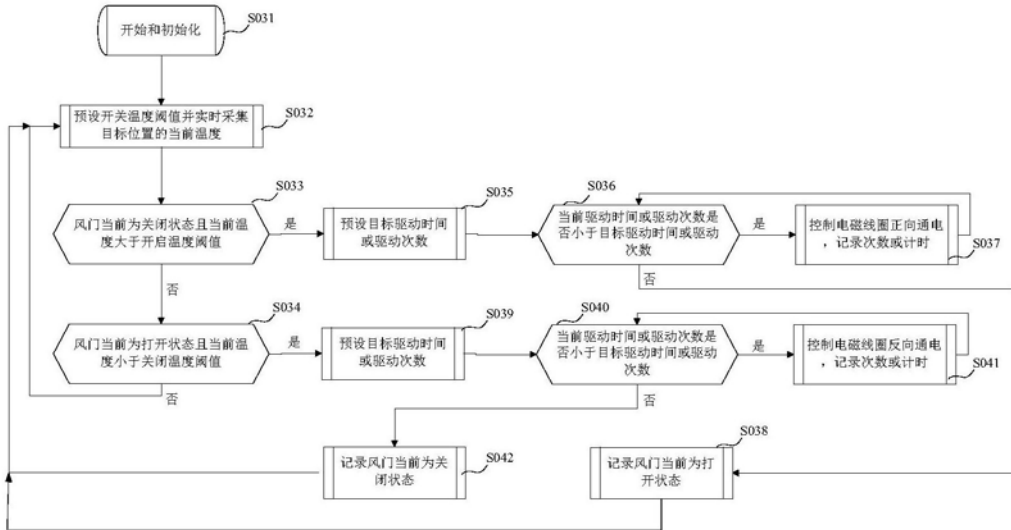 开始和初始化
S031
预设开关温度阈值并实时采集
目标位置的当前温度
S032
风门当前为关闭状态且当前温
度大于开启温度阈值
S033
是
否
预设目标驱动时间
或驱动次数
S035
当前驱动时间或驱动次数是
否小于目标驱动时间或驱动
次数
S036
是
否
控制电磁线圈正向通电
，记录次数或计时
S037
风门当前为打开状态且当前温
度小于关闭温度阈值
S034
是
否
预设目标驱动时间
或驱动次数
S039
当前驱动时间或驱动次数是
否小于目标驱动时间或驱动
次数
S040
是
否
控制电磁线圈反向通电
，记录次数或计时
S041
记录风门当前为关
闭状态
S042
记录风门当前为打
开状态
S038